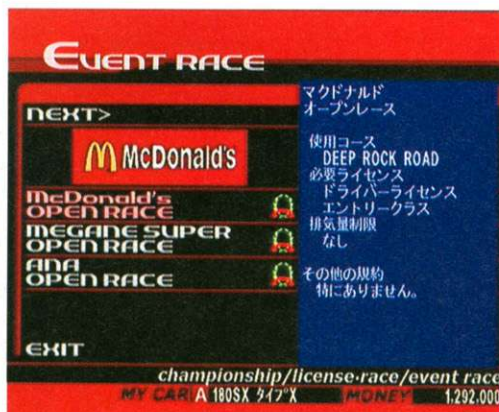 EVENT RACE
NEXT>
McDonald's
McDonald's
OPEN RACE
MEGANE SUPER
OPEN RACE
ANA
OPEN RACE
EXIT
マクドナルド
オープンレース
使用コース
DEEP ROCK ROAD
必要ライセンス
ドライバーライセンス
エントリークラス
排気量制限
なし
その他の規約
特にありません。
championship/license-race/event race
MY CAR A 180SX タイプX MONEY 1,292,000